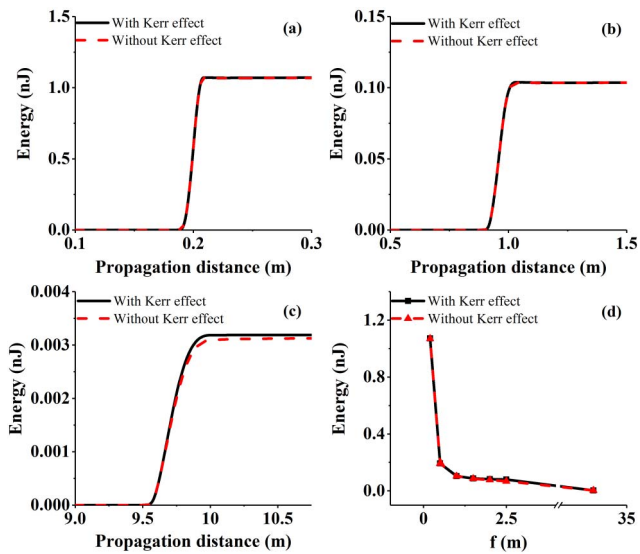 With Kerr effect
Without Kerr effect
(a)
Energy (nJ)
1.5
1.0
0.5
0.0
0.1
0.2
0.3
Propagation distance (m)
With Kerr effect
Without Kerr effect
(b)
Energy (nJ)
0.10
0.05
0.00
0.5
1.0
1.5
Propagation distance (m)
With Kerr effect
Without Kerr effect
(c)
Energy (nJ)
0.004
0.003
0.002
0.001
0.000
9.0
9.5
10
10.5
Propagation distance (m)
With Kerr effect
Without Kerr effect
(d)
Energy (nJ)
1.2
0.8
0.4
0.0
0
2.5
35
f (m)